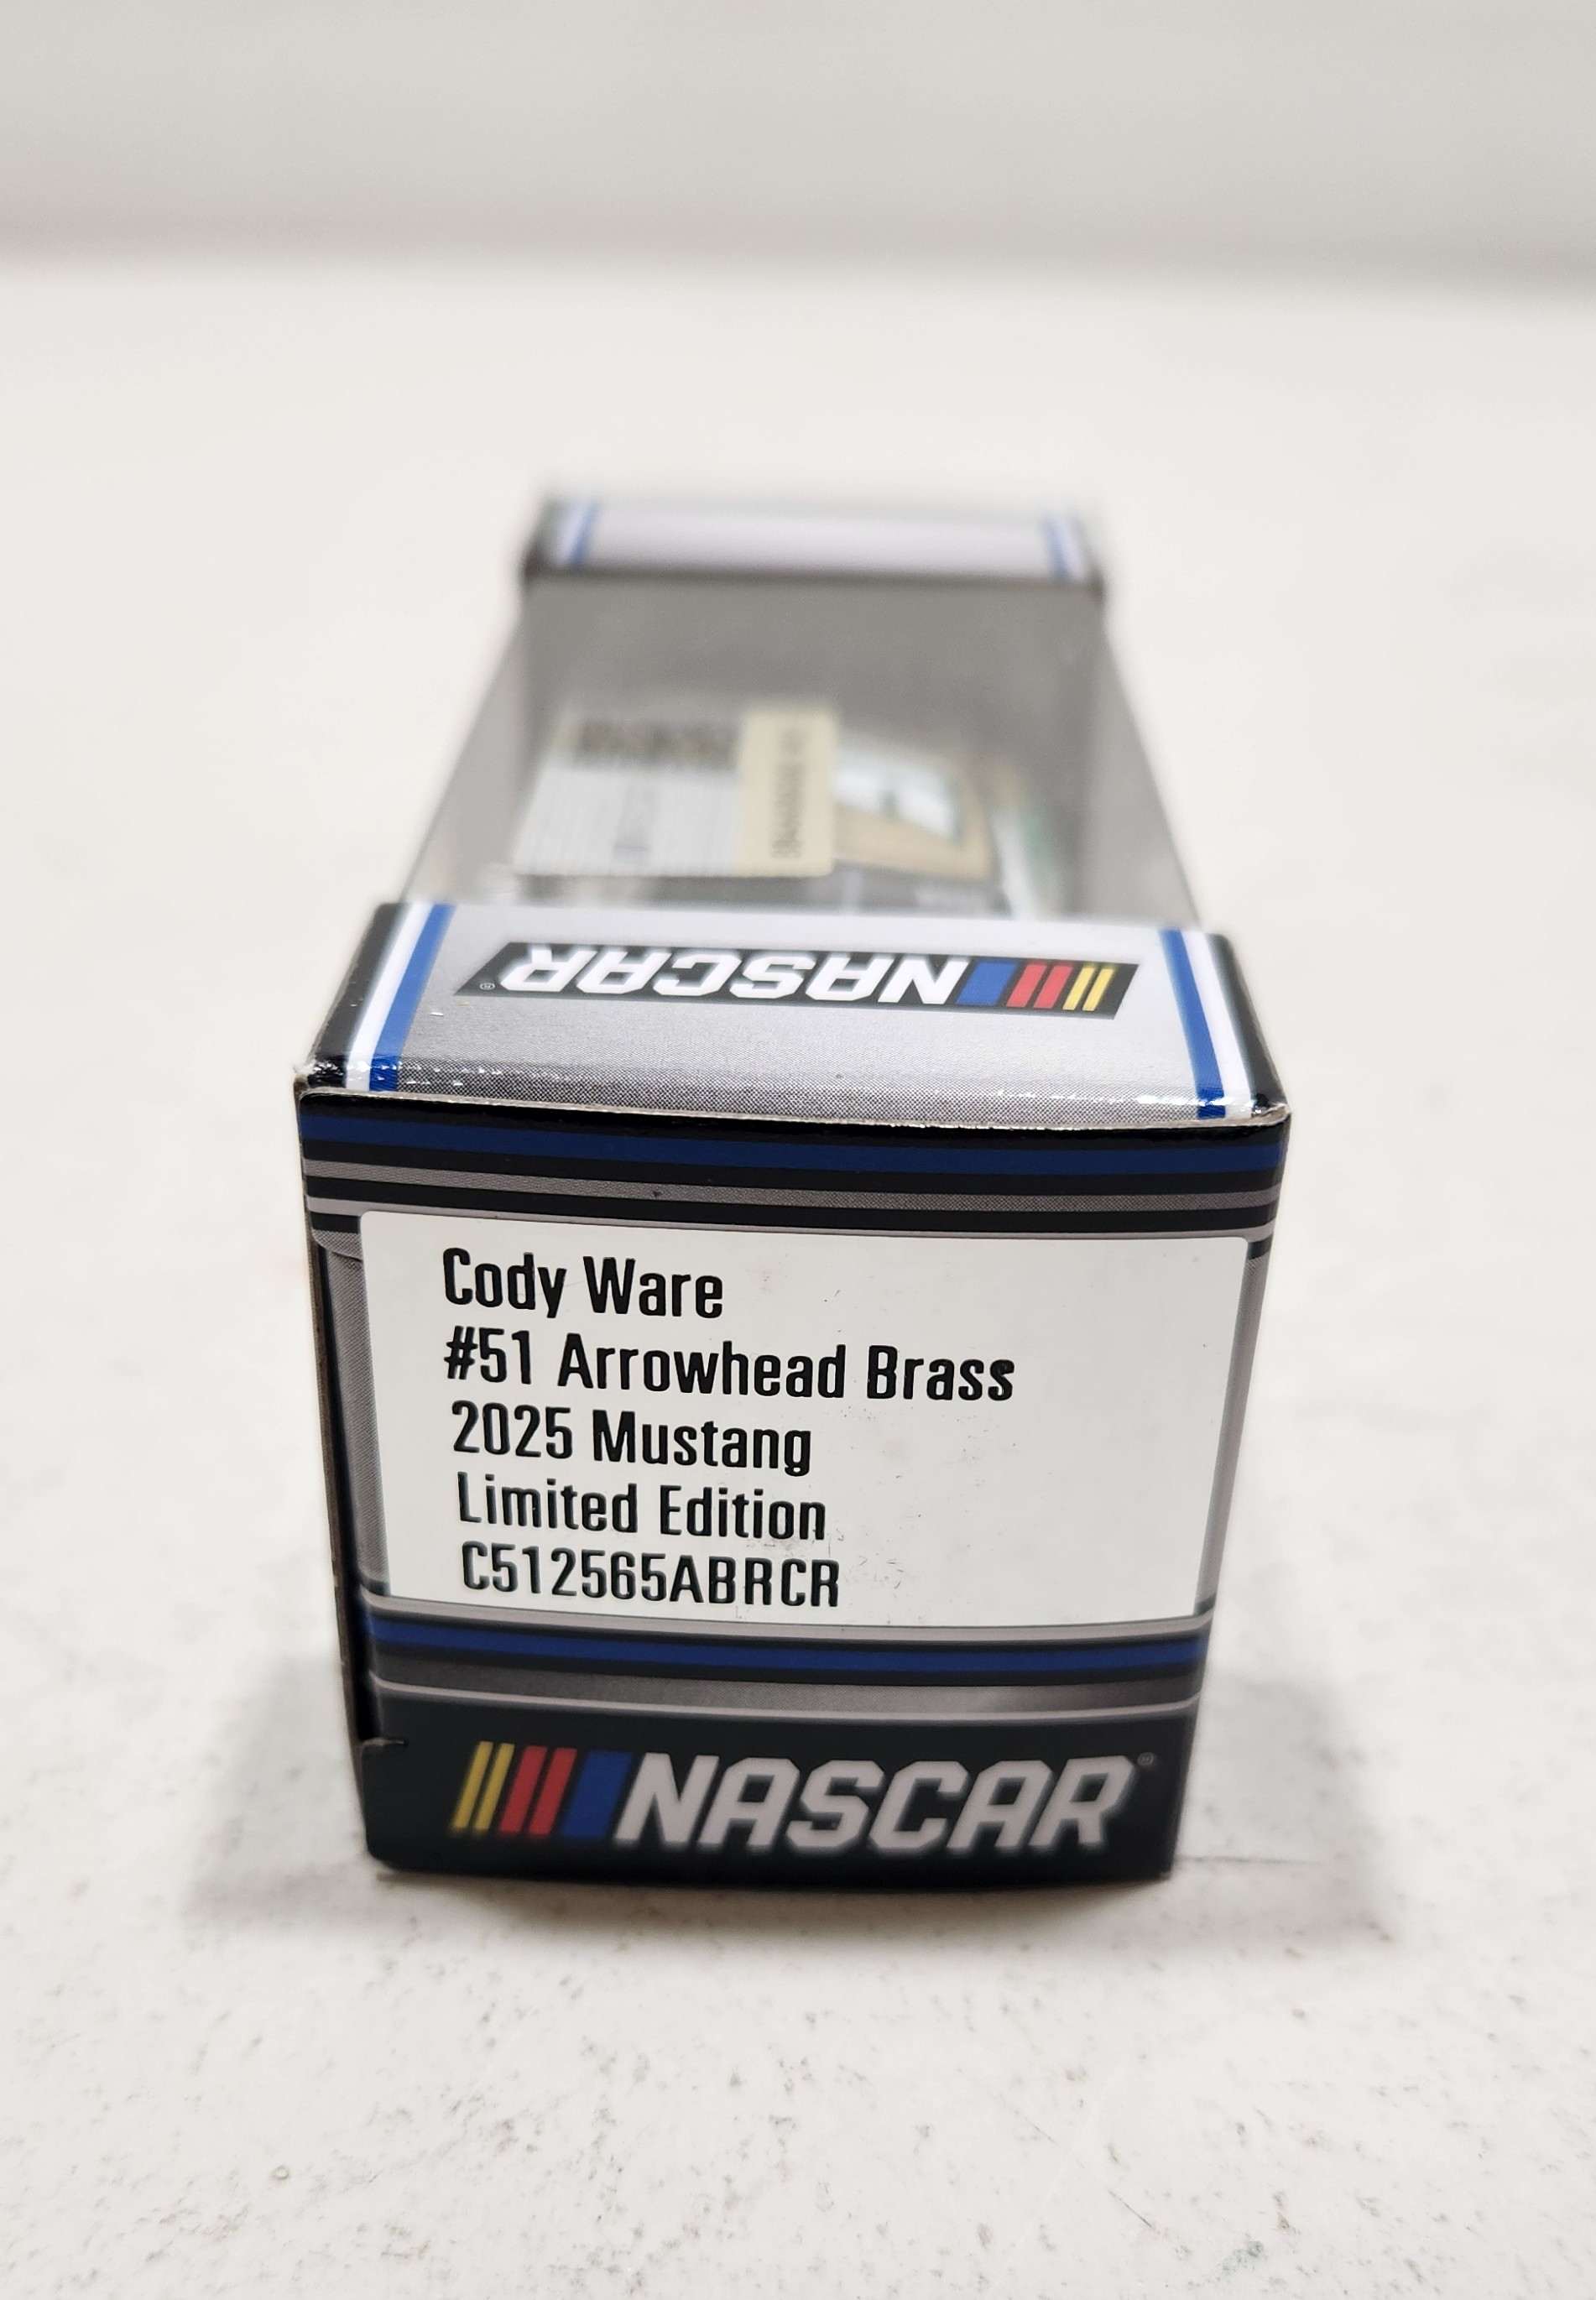 NASCAR
Cody Ware
#51 Arrowhead Brass
2025 Mustang
Limited Edition
C512565ABRCR
NASCAR